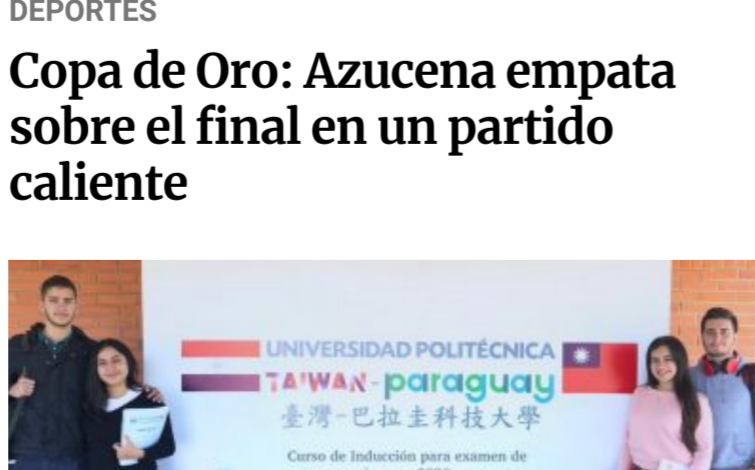 DEPORTES
Copa de Oro: Azucena empata
sobre el final en un partido
caliente
UNIVERSIDAD POLITÉCNICA
TAIWAN-paraguay
臺灣-巴拉圭科技大學
Curso de Inducción para examen de